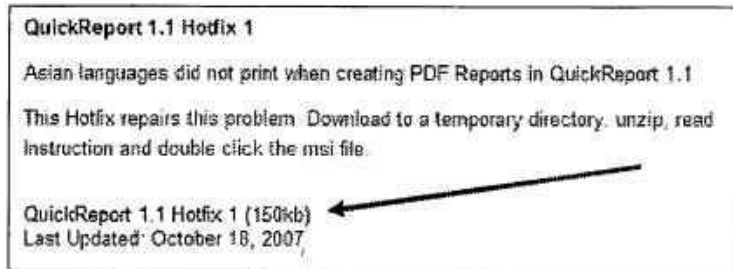 QuickReport 1.1 Hotfix 1
Asian languages did not print when creating PDF Reports in QuickReport 1.1
This Hotfix repairs this problem. Download to a temporary directory, unzip, read
Instruction and double click the msi file.
QuickReport 1.1 Hotfix 1 (150kb)
Last Updated: October 18, 2007